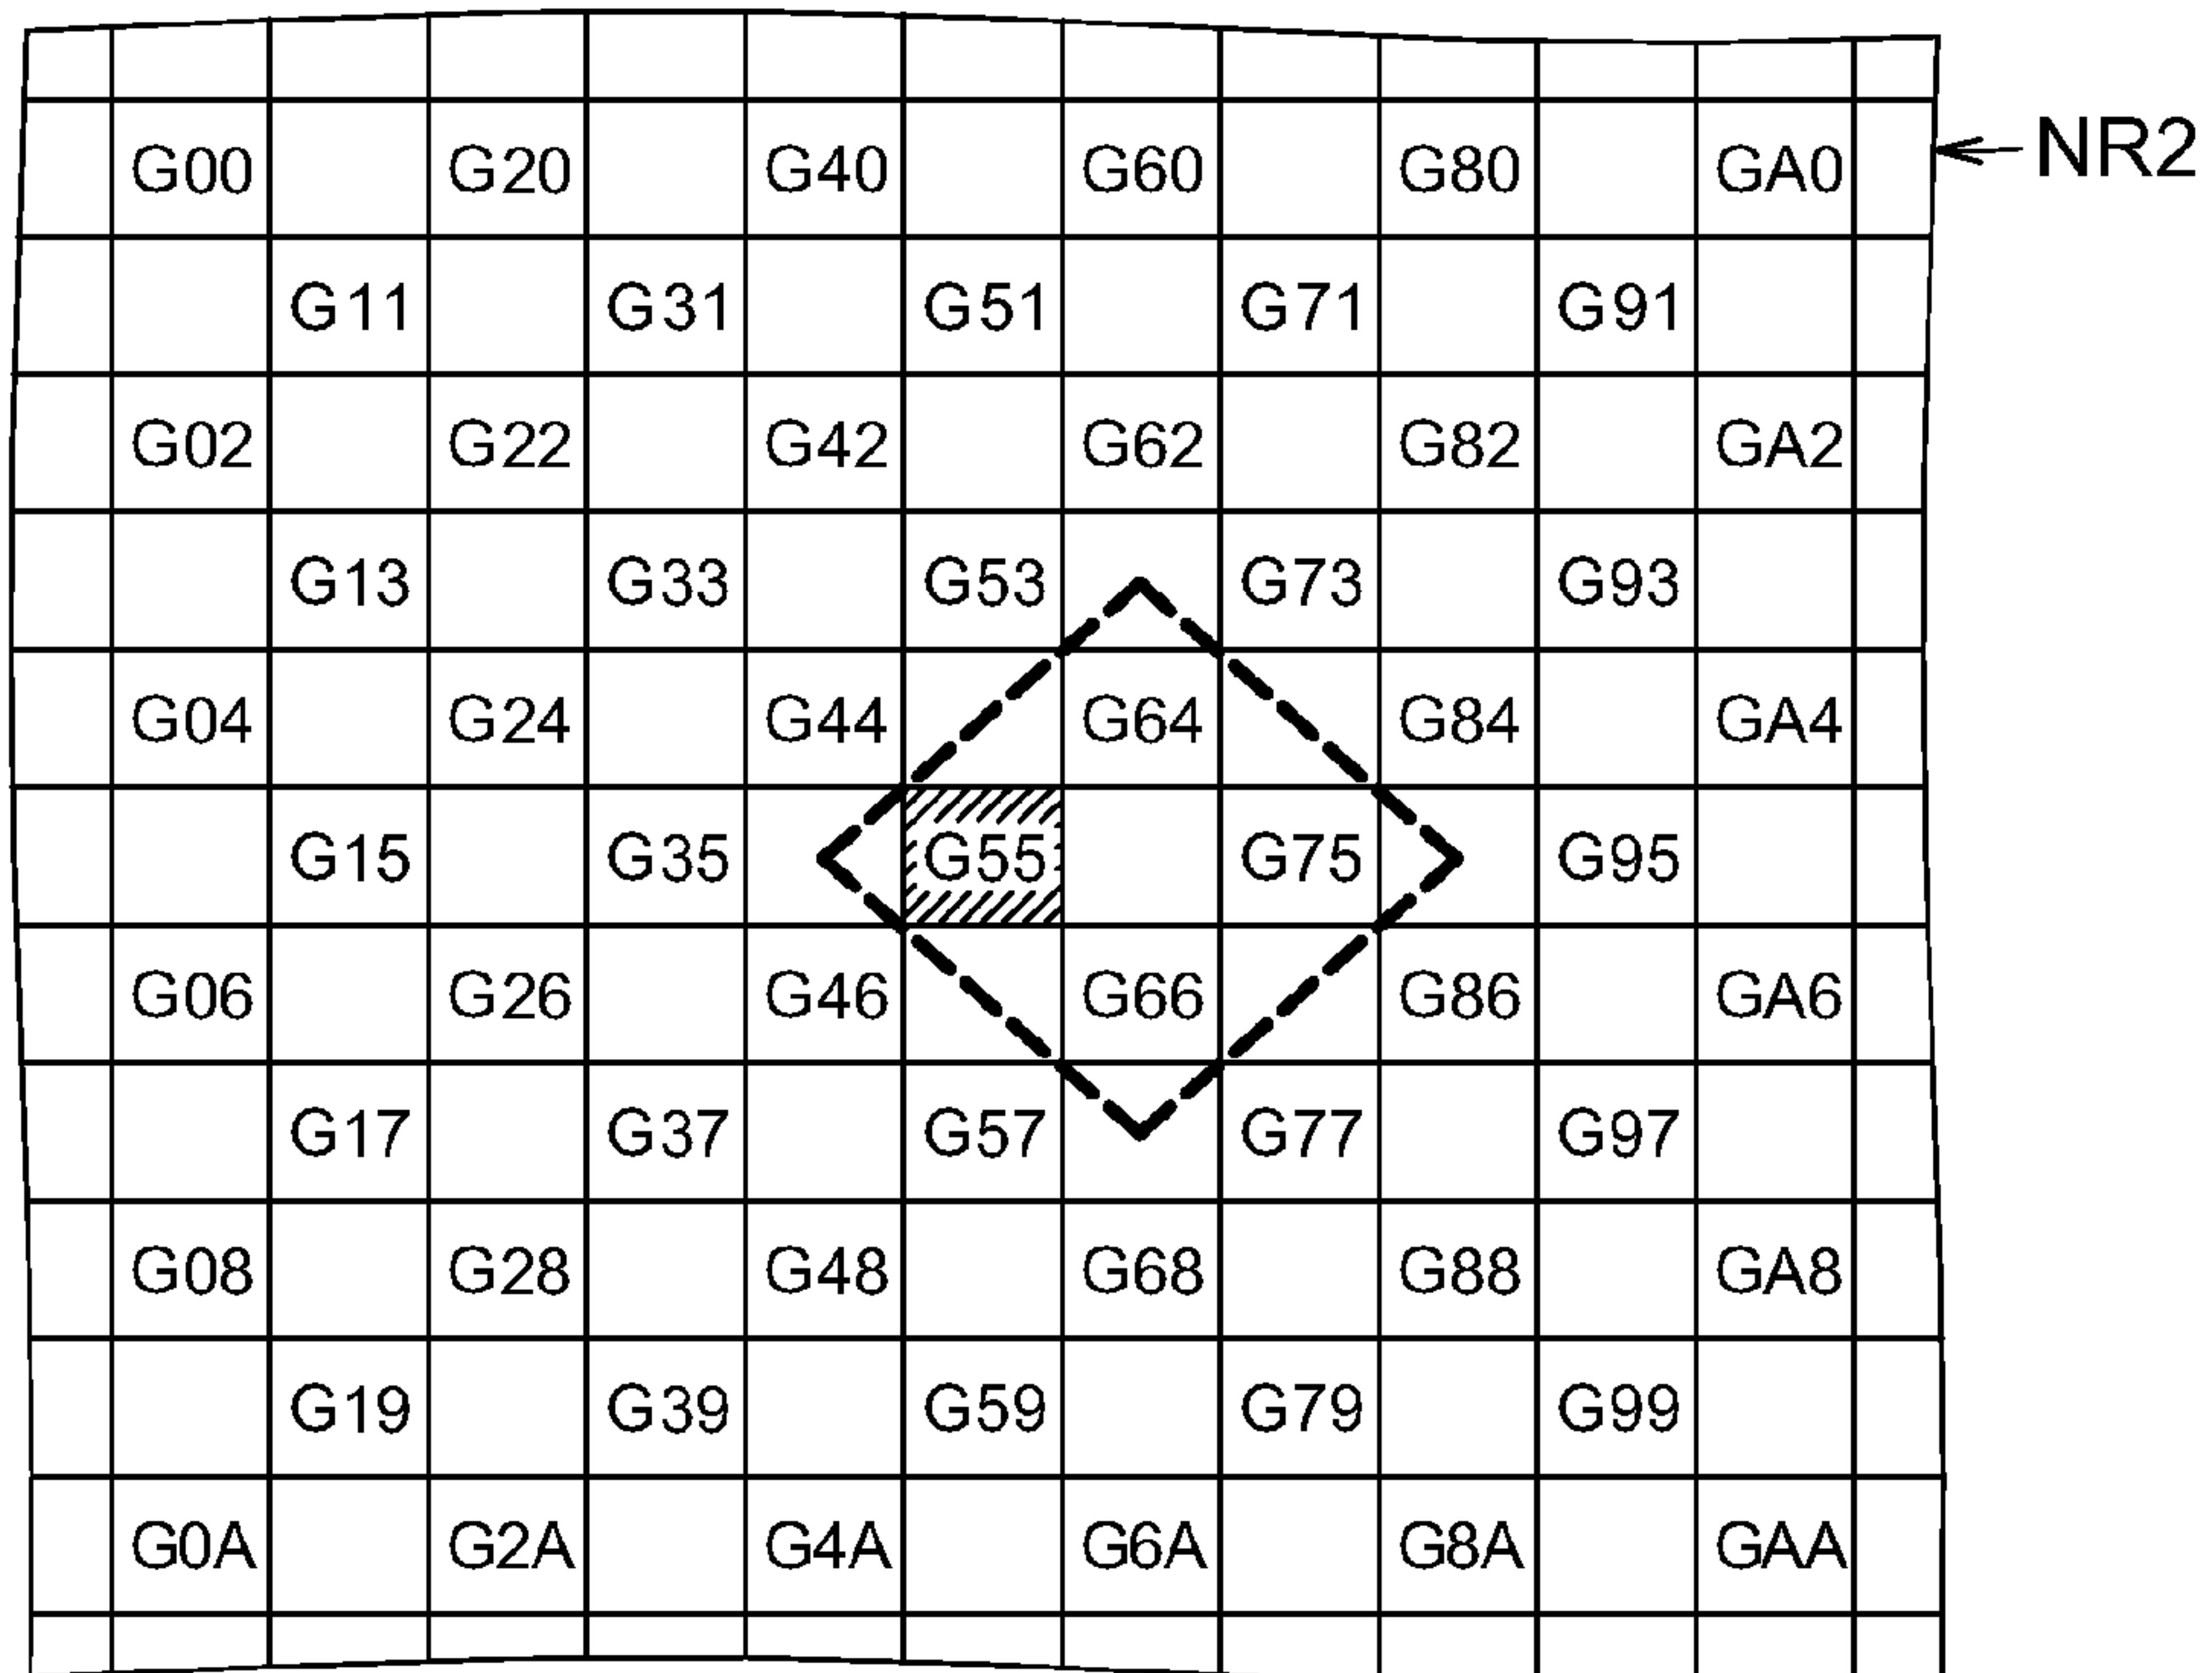 G00 G20 G40 G60 G80 GA0 NR2
G11 G31 G51 G71 G91
G02 G22 G42 G62 G82 GA2
G13 G33 G53 G73 G93
G04 G24 G44 G64 G84 GA4
G15 G35 G55 G75 G95
G06 G26 G46 G66 G86 GA6
G17 G37 G57 G77 G97
G08 G28 G48 G68 G88 GA8
G19 G39 G59 G79 G99
G0A G2A G4A G6A G8A GAA